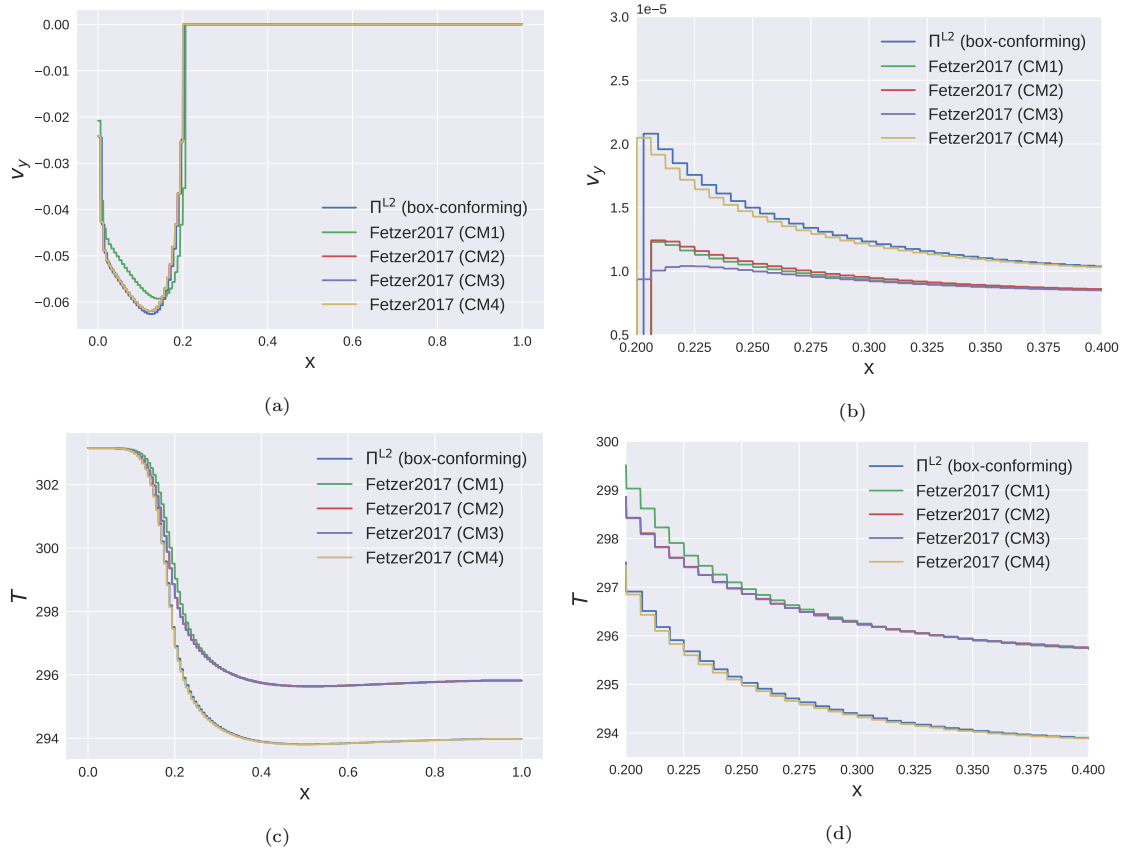 0.00
−0.01
−0.02
−0.03
−0.04
−0.05
−0.06
v_y
0.0 0.2 0.4 0.6 0.8 1.0
x
Π^L2 (box-conforming)
Fetzer2017 (CM1)
Fetzer2017 (CM2)
Fetzer2017 (CM3)
Fetzer2017 (CM4)
(a)
1e−5
3.0
2.5
2.0
1.5
1.0
0.5
v_y
0.200 0.225 0.250 0.275 0.300 0.325 0.350 0.375 0.400
x
Π^L2 (box-conforming)
Fetzer2017 (CM1)
Fetzer2017 (CM2)
Fetzer2017 (CM3)
Fetzer2017 (CM4)
(b)
302
300
298
296
294
T
0.0 0.2 0.4 0.6 0.8 1.0
x
Π^L2 (box-conforming)
Fetzer2017 (CM1)
Fetzer2017 (CM2)
Fetzer2017 (CM3)
Fetzer2017 (CM4)
(c)
300
299
298
297
296
295
294
T
0.200 0.225 0.250 0.275 0.300 0.325 0.350 0.375 0.400
x
Π^L2 (box-conforming)
Fetzer2017 (CM1)
Fetzer2017 (CM2)
Fetzer2017 (CM3)
Fetzer2017 (CM4)
(d)